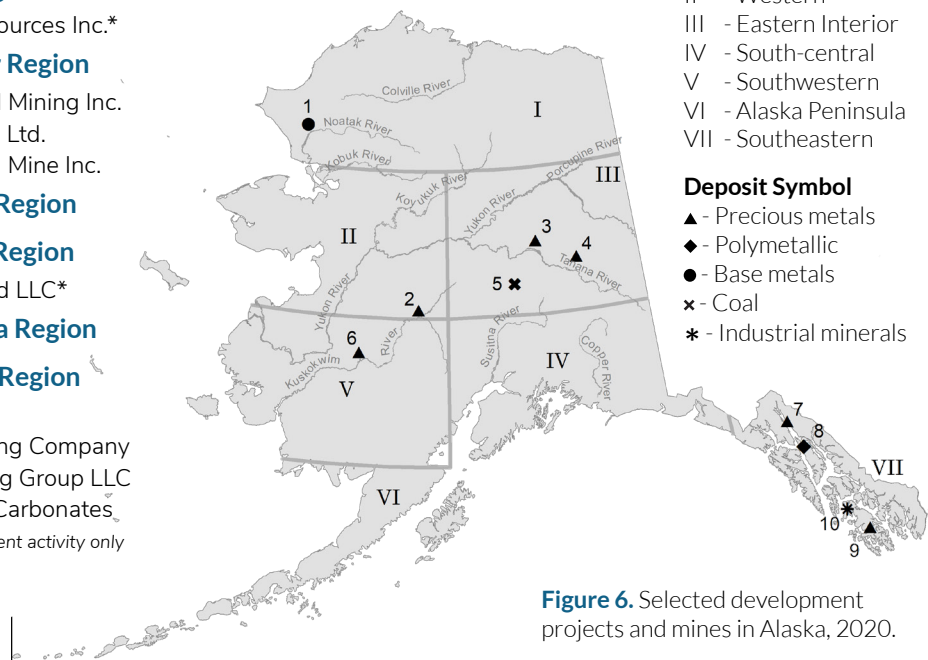 ources Inc.*
Region
Mining Inc.
Ltd.
Mine Inc.
Region
Region
LLC*
a Region
Region
ng Company
g Group LLC
Carbonates
ent activity only
1
Colville River
Noatak River
Kobuk River
I
Koyukuk River
Porcupine River
III
Yukon River
II
3
4
Tanana River
5
2
Yukon River
6
Kuskokwim
River
Susitna River
IV
Copper River
V
VI
7
8
VII
10
9
Western
III - Eastern Interior
IV - South-central
V - Southwestern
VI - Alaska Peninsula
VII - Southeastern
Deposit Symbol
▲ - Precious metals
◆ - Polymetallic
● - Base metals
✖ - Coal
✱ - Industrial minerals
Figure 6. Selected development
projects and mines in Alaska, 2020.